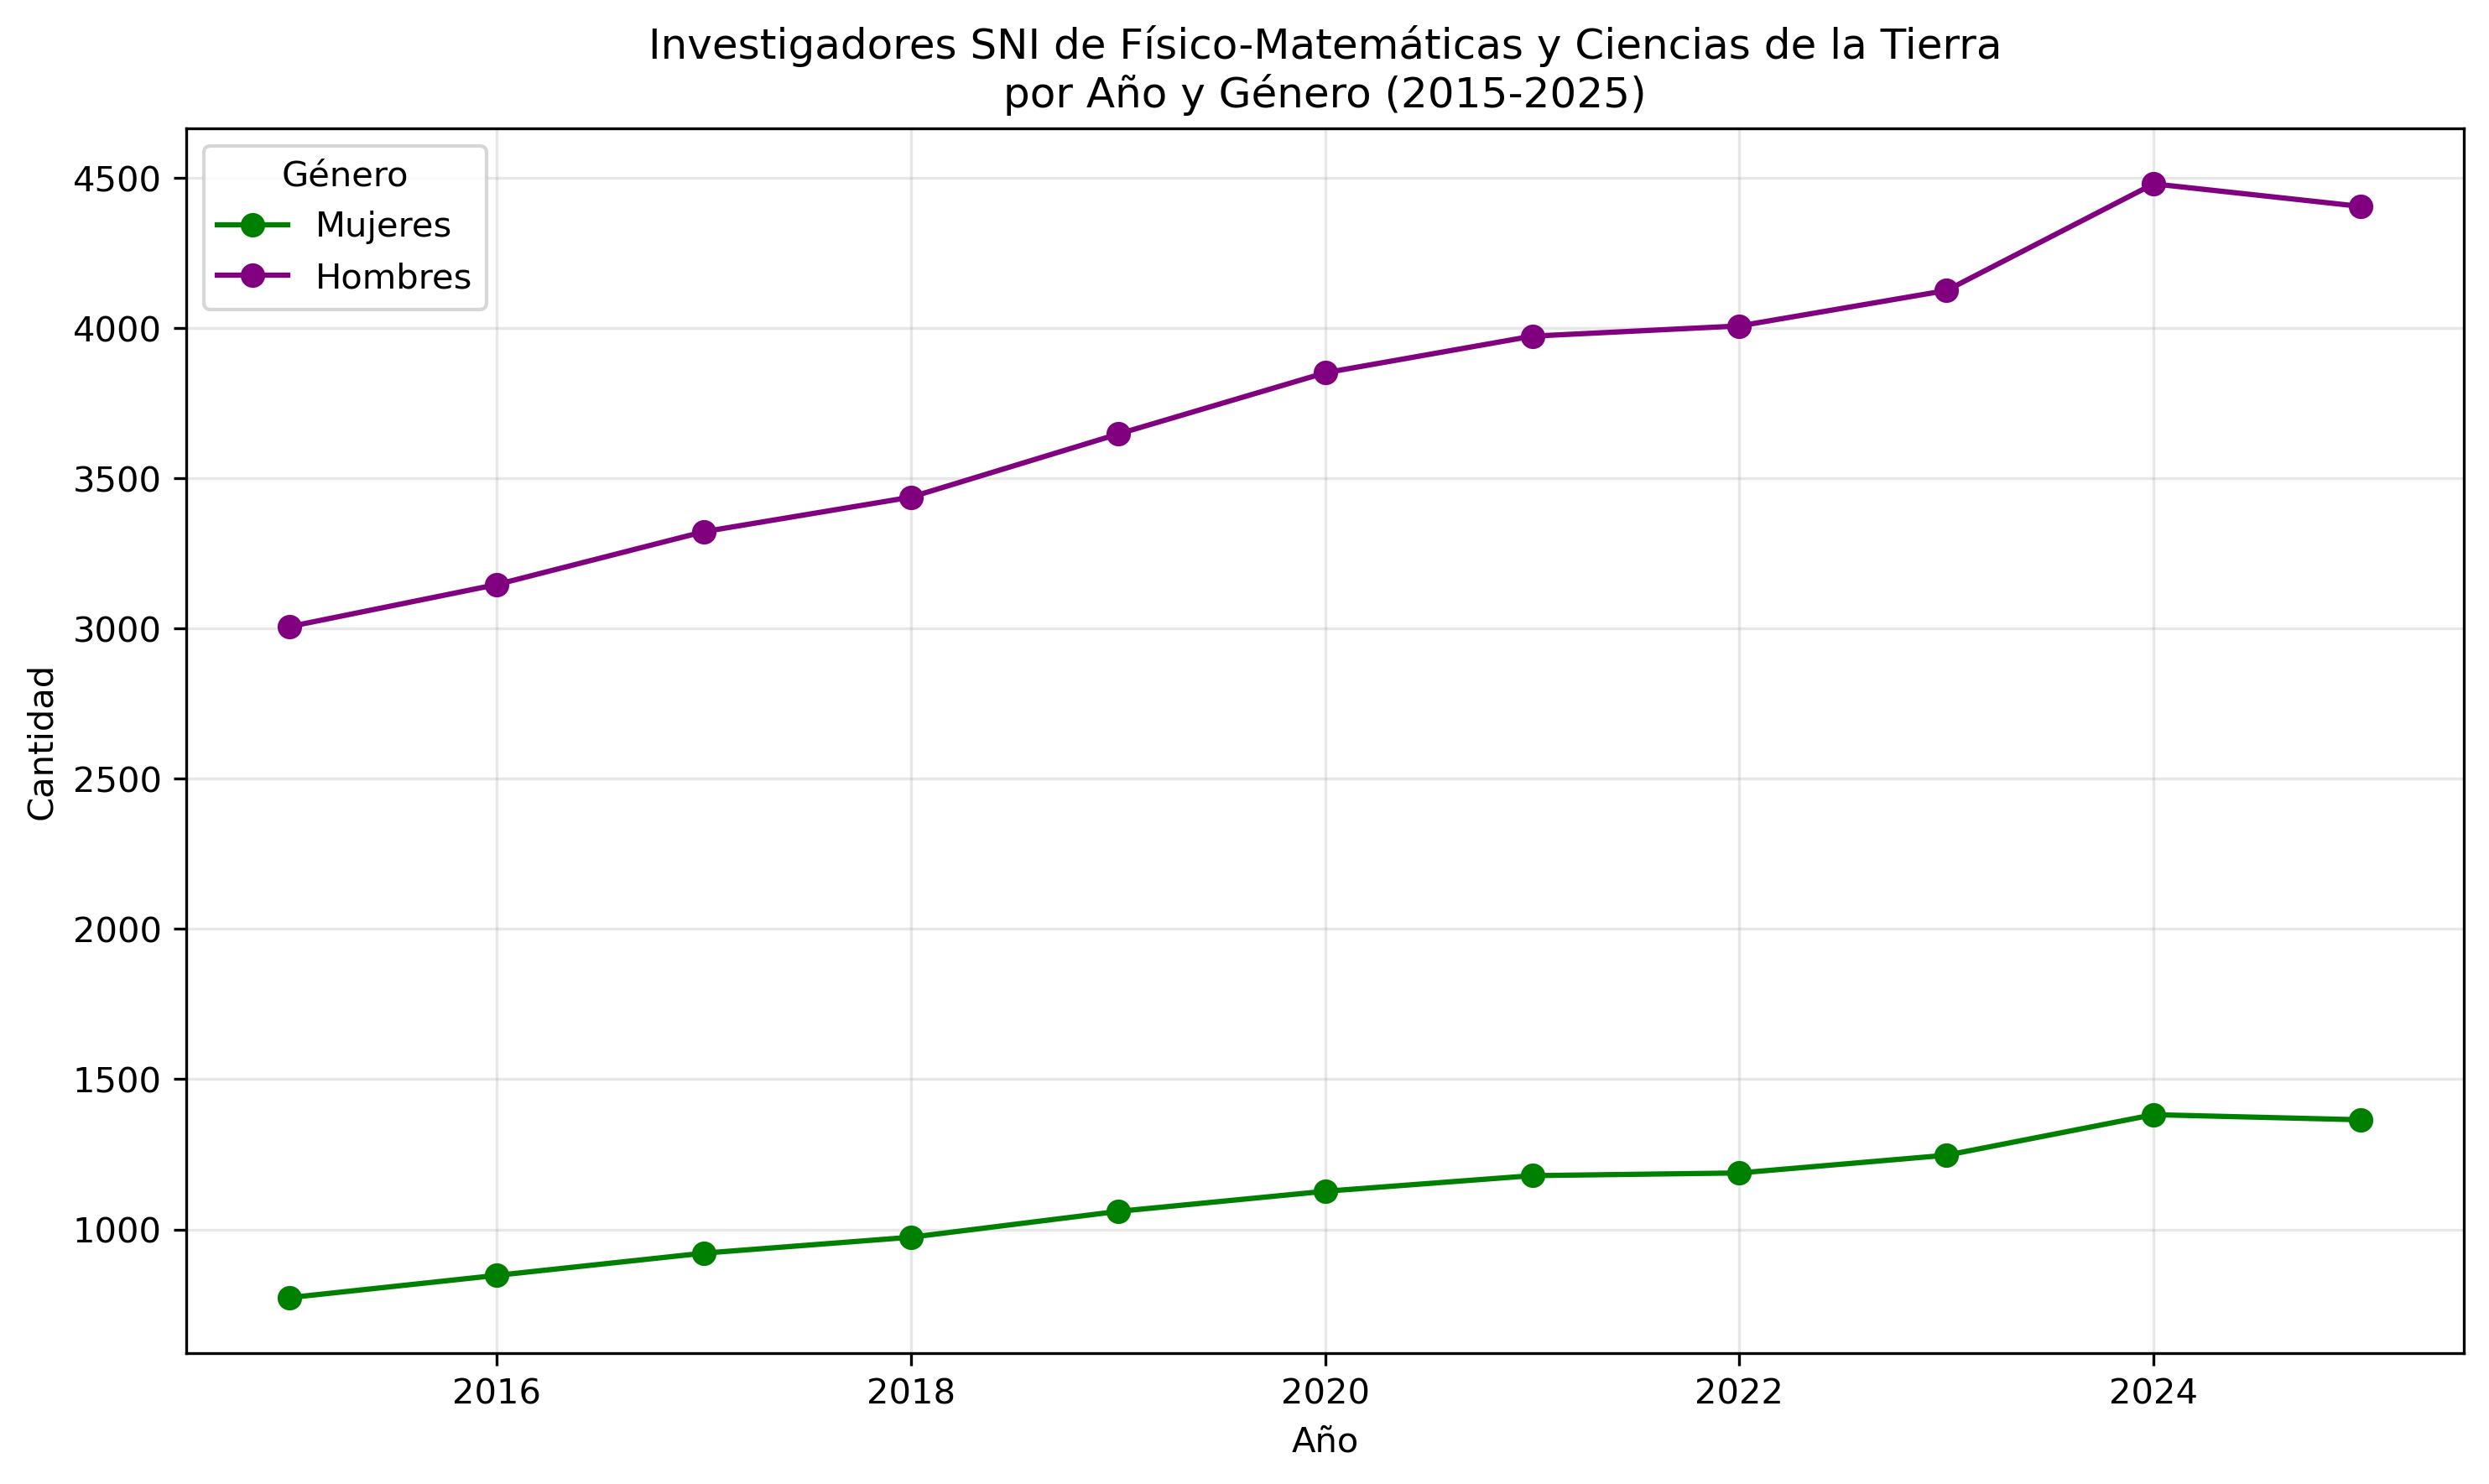 Investigadores SNI de Físico-Matemáticas y Ciencias de la Tierra
por Año y Género (2015-2025)
Género
Mujeres
Hombres
4500
4000
3500
3000
2500
2000
1500
1000
Cantidad
2016
2018
2020
2022
2024
Año